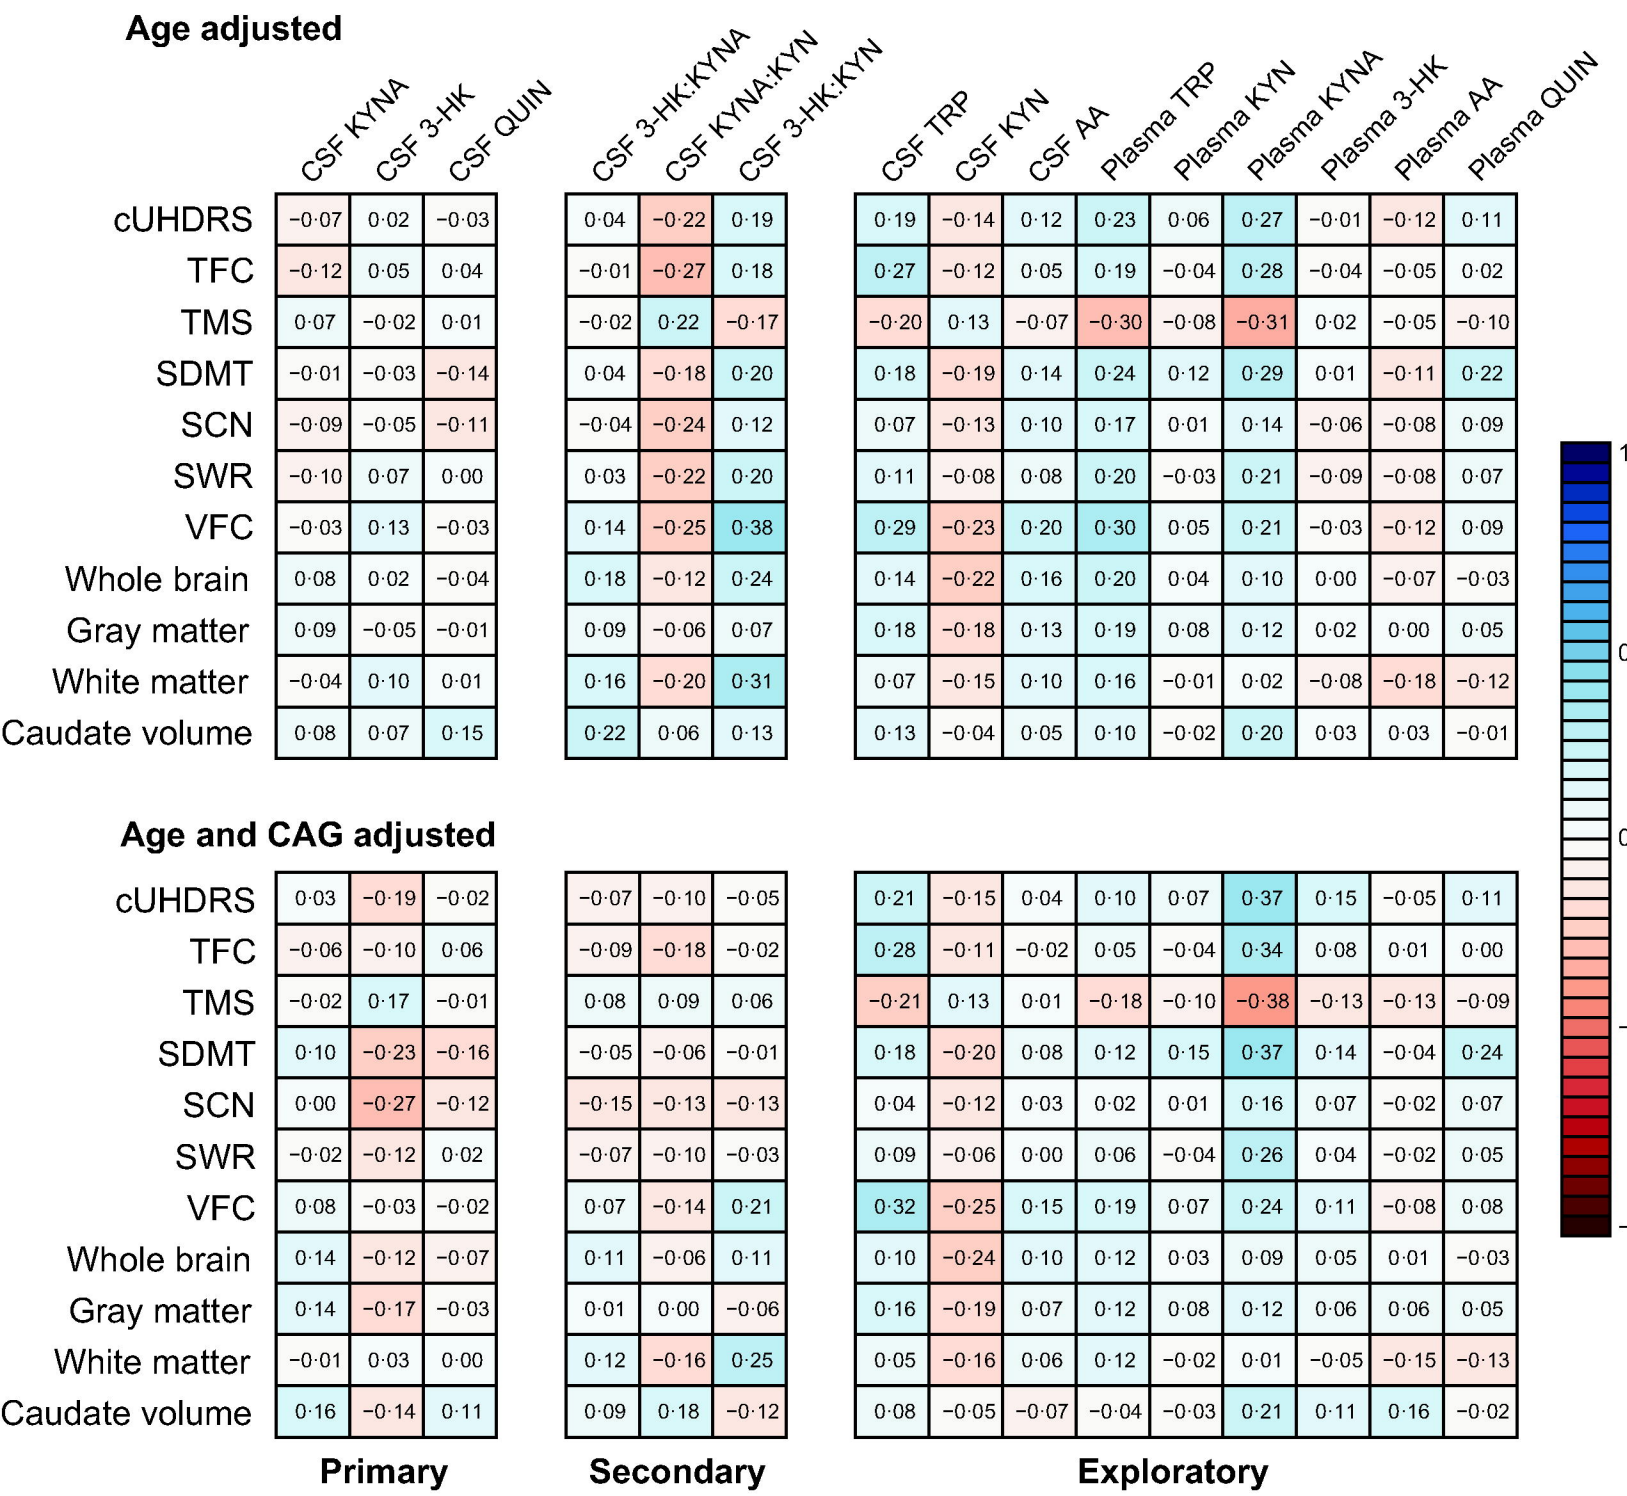 Age adjusted
CSF KYNA CSF 3-HK CSF QUIN CSF 3-HK:KYNA CSF KYNA:KYN CSF 3-HK:KYN CSF TRP CSF KYN CSF AA Plasma TRP Plasma KYN Plasma KYNA Plasma 3-HK Plasma AA Plasma QUIN
cUHDRS −0·07 0·02 −0·03 0·04 −0·22 0·19 0·19 −0·14 0·12 0·23 0·06 0·27 −0·01 −0·12 0·11
TFC −0·12 0·05 0·04 −0·01 −0·27 0·18 0·27 −0·12 0·05 0·19 −0·04 0·28 −0·04 −0·05 0·02
TMS 0·07 −0·02 0·01 −0·02 0·22 −0·17 −0·20 0·13 −0·07 −0·30 −0·08 −0·31 0·02 −0·05 −0·10
SDMT −0·01 −0·03 −0·14 0·04 −0·18 0·20 0·18 −0·19 0·14 0·24 0·12 0·29 0·01 −0·11 0·22
SCN −0·09 −0·05 −0·11 −0·04 −0·24 0·12 0·07 −0·13 0·10 0·17 0·01 0·14 −0·06 −0·08 0·09
SWR −0·10 0·07 0·00 0·03 −0·22 0·20 0·11 −0·08 0·08 0·20 −0·03 0·21 −0·09 −0·08 0·07
VFC −0·03 0·13 −0·03 0·14 −0·25 0·38 0·29 −0·23 0·20 0·30 0·05 0·21 −0·03 −0·12 0·09
Whole brain 0·08 0·02 −0·04 0·18 −0·12 0·24 0·14 −0·22 0·16 0·20 0·04 0·10 0·00 −0·07 −0·03
Gray matter 0·09 −0·05 −0·01 0·09 −0·06 0·07 0·18 −0·18 0·13 0·19 0·08 0·12 0·02 0·00 0·05
White matter −0·04 0·10 0·01 0·16 −0·20 0·31 0·07 −0·15 0·10 0·16 −0·01 0·02 −0·08 −0·18 −0·12
Caudate volume 0·08 0·07 0·15 0·22 0·06 0·13 0·13 −0·04 0·05 0·10 −0·02 0·20 0·03 0·03 −0·01
Age and CAG adjusted
cUHDRS 0·03 −0·19 −0·02 −0·07 −0·10 −0·05 0·21 −0·15 0·04 0·10 0·07 0·37 0·15 −0·05 0·11
TFC −0·06 −0·10 0·06 −0·09 −0·18 −0·02 0·28 −0·11 −0·02 0·05 −0·04 0·34 0·08 0·01 0·00
TMS −0·02 0·17 −0·01 0·08 0·09 0·06 −0·21 0·13 0·01 −0·18 −0·10 −0·38 −0·13 −0·13 −0·09
SDMT 0·10 −0·23 −0·16 −0·05 −0·06 −0·01 0·18 −0·20 0·08 0·12 0·15 0·37 0·14 −0·04 0·24
SCN 0·00 −0·27 −0·12 −0·15 −0·13 −0·13 0·04 −0·12 0·03 0·02 0·01 0·16 0·07 −0·02 0·07
SWR −0·02 −0·12 0·02 −0·07 −0·10 −0·03 0·09 −0·06 0·00 0·06 −0·04 0·26 0·04 −0·02 0·05
VFC 0·08 −0·03 −0·02 0·07 −0·14 0·21 0·32 −0·25 0·15 0·19 0·07 0·24 0·11 −0·08 0·08
Whole brain 0·14 −0·12 −0·07 0·11 −0·06 0·11 0·10 −0·24 0·10 0·12 0·03 0·09 0·05 0·01 −0·03
Gray matter 0·14 −0·17 −0·03 0·01 0·00 −0·06 0·16 −0·19 0·07 0·12 0·08 0·12 0·06 0·06 0·05
White matter −0·01 0·03 0·00 0·12 −0·16 0·25 0·05 −0·16 0·06 0·12 −0·02 0·01 −0·05 −0·15 −0·13
Caudate volume 0·16 −0·14 0·11 0·09 0·18 −0·12 0·08 −0·05 −0·07 −0·04 −0·03 0·21 0·11 0·16 −0·02
Primary Secondary Exploratory